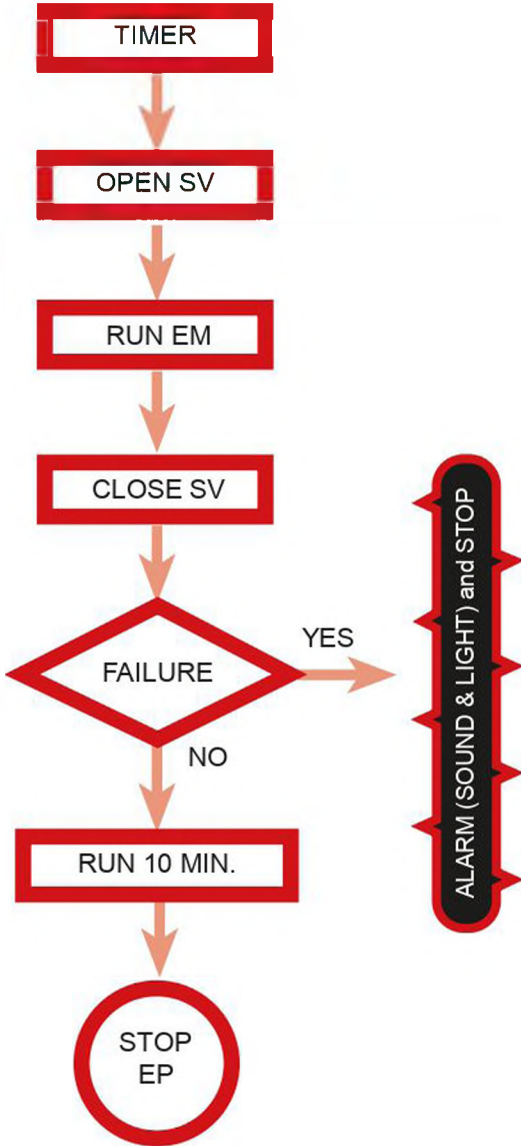 TIMER
OPEN SV
RUN EM
CLOSE SV
FAILURE
YES
NO
RUN 10 MIN.
STOP
EP
ALARM (SOUND & LIGHT) and STOP